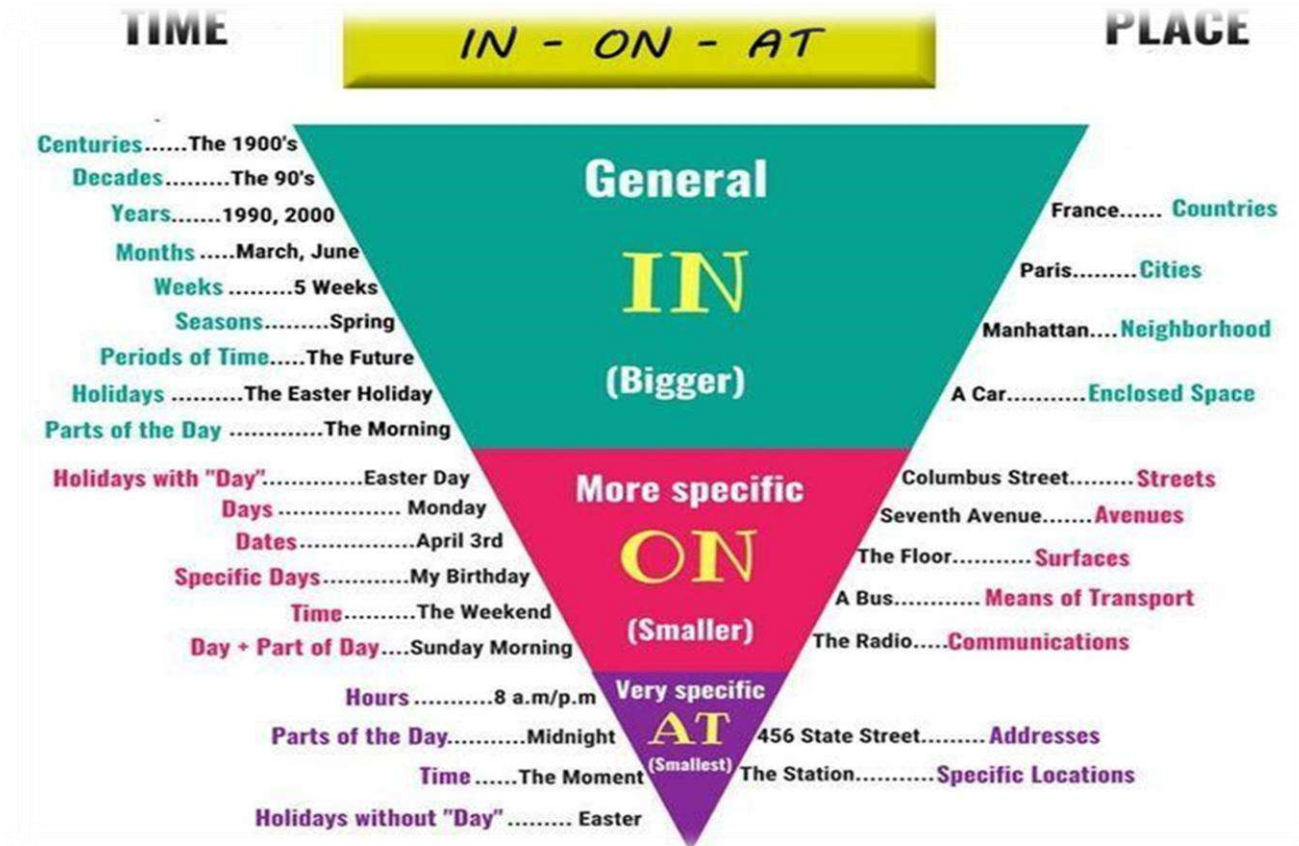 TIME
IN - ON - AT
PLACE
Centuries......The 1900's
Decades.........The 90's
Years.......1990, 2000
Months .....March, June
Weeks .........5 Weeks
Seasons.........Spring
Periods of Time.....The Future
Holidays ..........The Easter Holiday
Parts of the Day .............The Morning
General
IN
(Bigger)
France...... Countries
Paris.........Cities
Manhattan....Neighborhood
A Car...........Enclosed Space
Holidays with "Day"..............Easter Day
Days ................. Monday
Dates................April 3rd
Specific Days............My Birthday
Time..........The Weekend
Day + Part of Day....Sunday Morning
More specific
ON
(Smaller)
Columbus Street.........Streets
Seventh Avenue.......Avenues
The Floor...........Surfaces
A Bus............Means of Transport
The Radio.....Communications
Hours ...........8 a.m/p.m
Parts of the Day...........Midnight
Time ......The Moment
Holidays without "Day" ......... Easter
Very specific
AT
(Smallest)
456 State Street.........Addresses
The Station...........Specific Locations